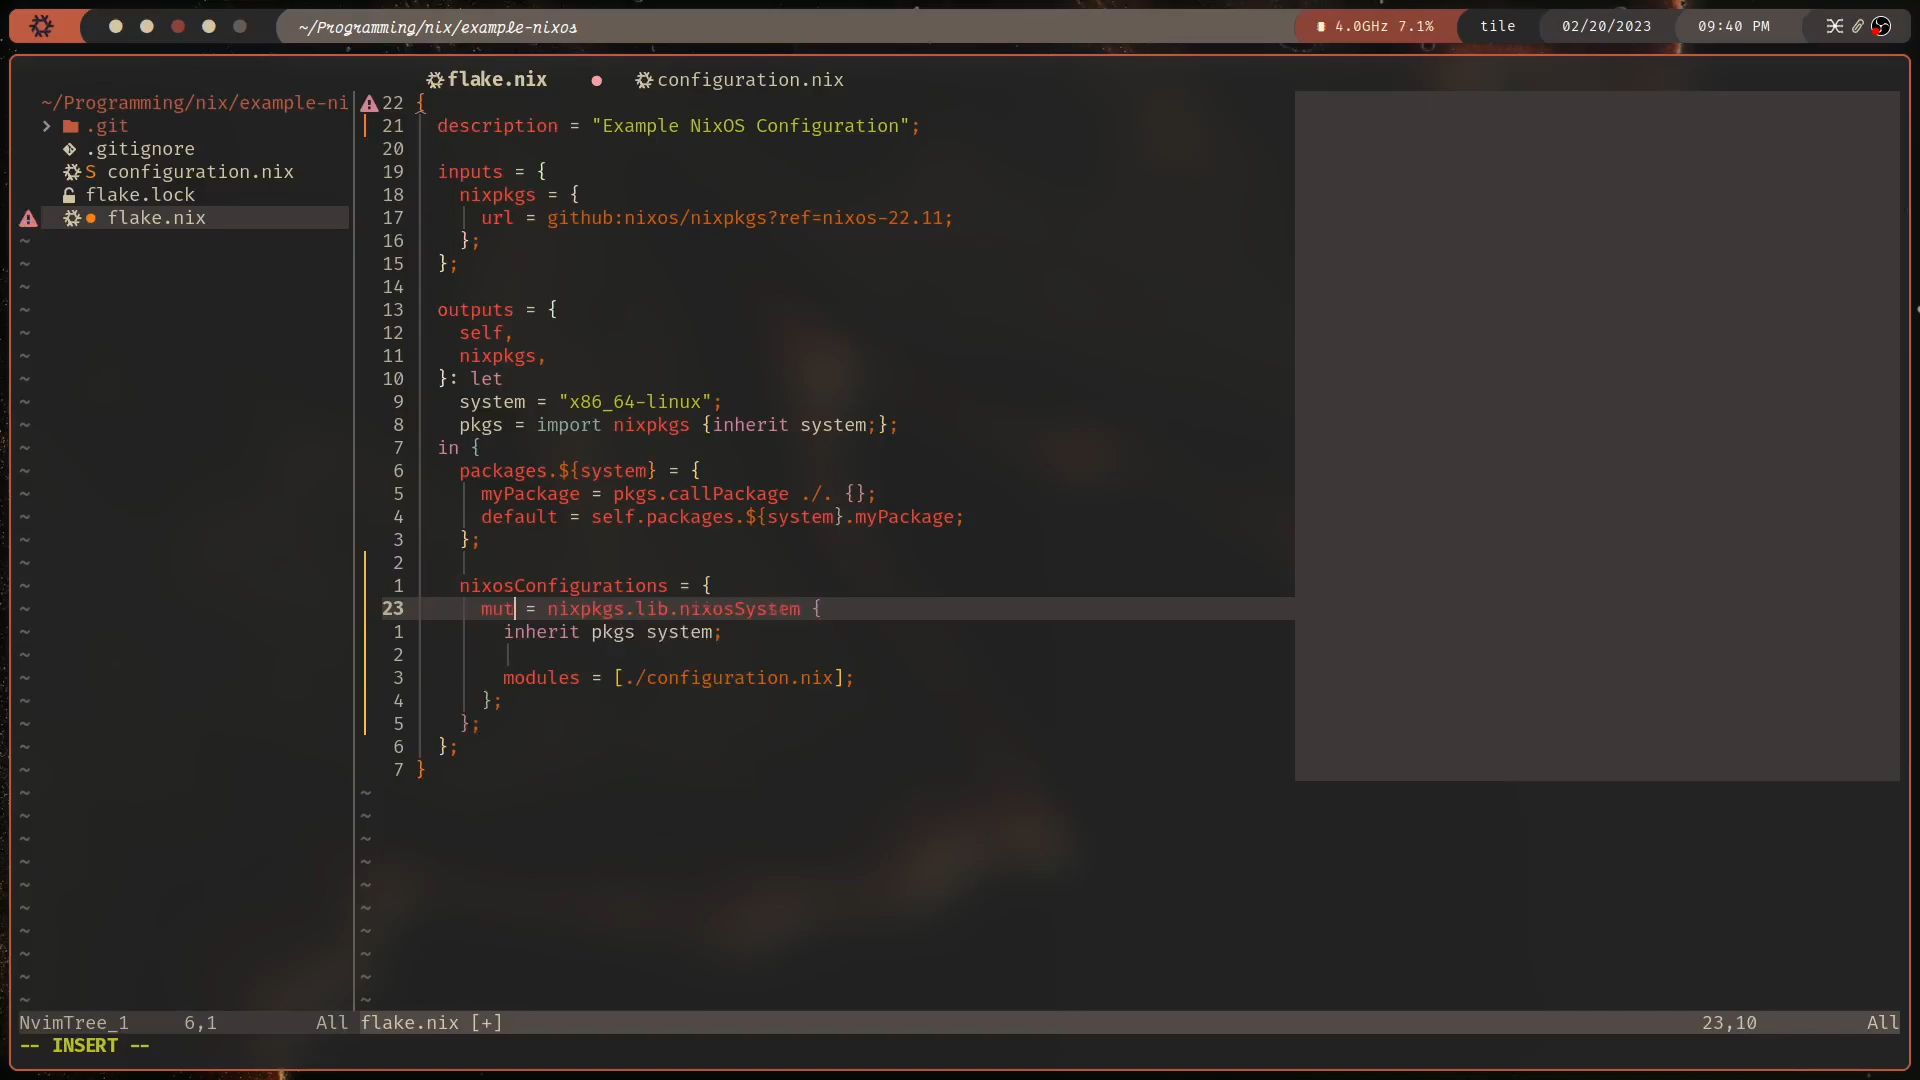 ~/Programming/nix/example-nixos
4.0GHz 7.1%
tile
02/20/2023
09:40 PM
flake.nix
configuration.nix
~/Programming/nix/example-ni
.git
.gitignore
S configuration.nix
flake.lock
flake.nix
22 {
21 description = "Example NixOS Configuration";
20
19 inputs = {
18 nixpkgs = {
17 url = github:nixos/nixpkgs?ref=nixos-22.11;
16 };
15 };
14
13 outputs = {
12 self,
11 nixpkgs,
10 }: let
9 system = "x86_64-linux";
8 pkgs = import nixpkgs {inherit system;};
7 in {
6 packages.${system} = {
5 myPackage = pkgs.callPackage ./. {};
4 default = self.packages.${system}.myPackage;
3 };
2
1 nixosConfigurations = {
23 mut = nixpkgs.lib.nixosSystem {
1 inherit pkgs system;
2
3 modules = [./configuration.nix];
4 };
5 };
6 };
7 }
NvimTree_1 6,1 All
flake.nix [+] 23,10 All
-- INSERT --